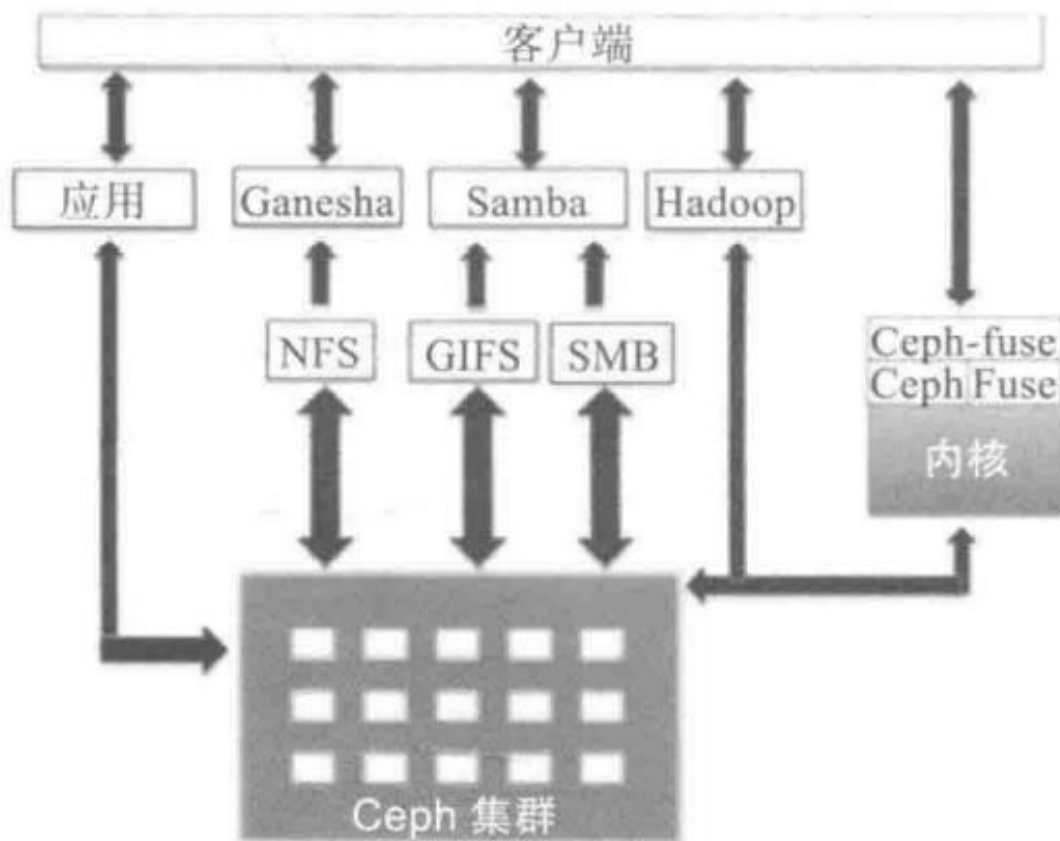 客户端
应用
Ganesha
Samba
Hadoop
NFS
GIFS
SMB
Ceph-fuse
Ceph Fuse
内核
Ceph 集群